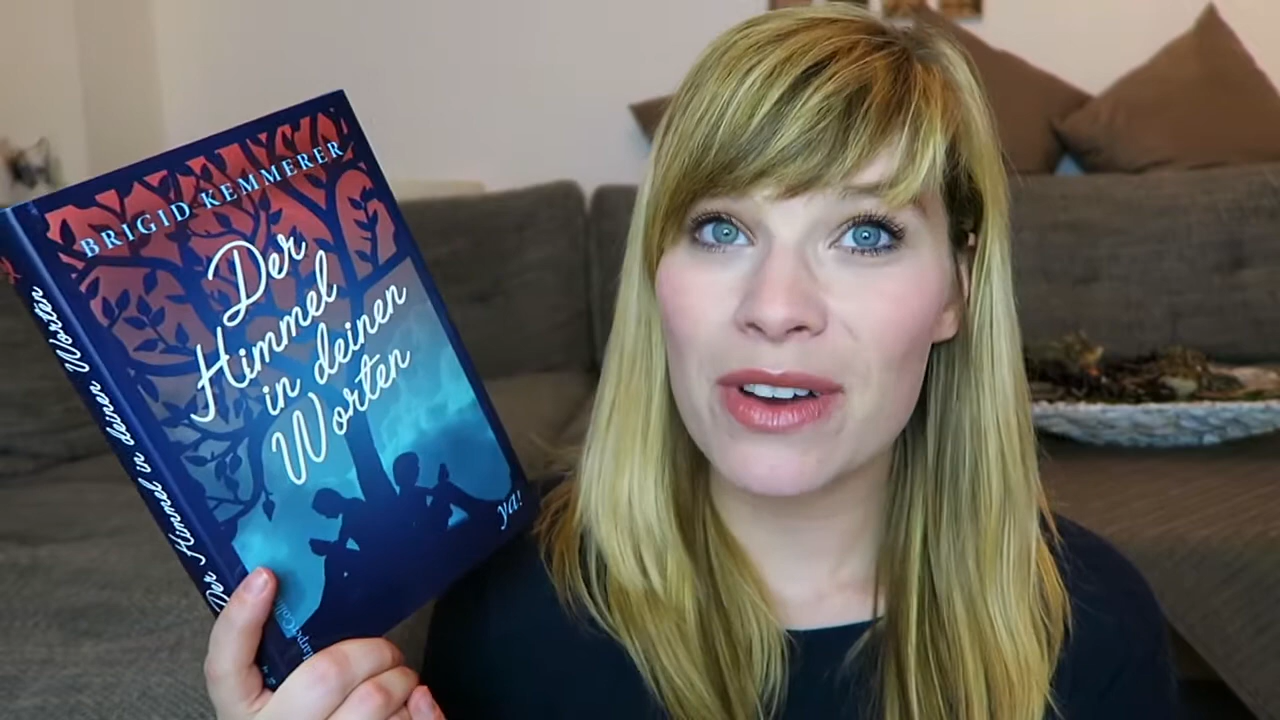 BRIGID KEMMERER
Der
Himmel
in deinen
Worten
ya!
Der Himmel in deinen Worten